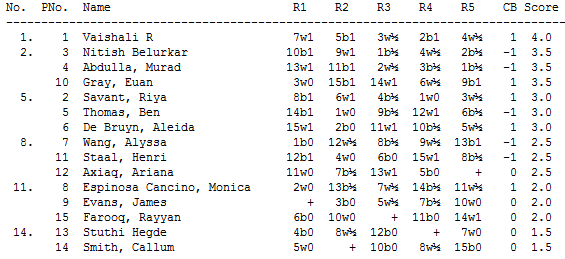 No. PNo. Name R1 R2 R3 R4 R5 CB Score
1. 1 Vaishali R 7w1 5b1 3w½ 2b1 4w½ 1 4.0
2. 3 Nitish Belurkar 10b1 9w1 1b½ 4w½ 2b½ -1 3.5
4 Abdulla, Murad 13w1 11b1 2w½ 3b½ 1b½ -1 3.5
10 Gray, Euan 3w0 15b1 14w1 6w½ 9b1 1 3.5
5. 2 Savant, Riya 8b1 6w1 4b½ 1w0 3w½ 1 3.0
5 Thomas, Ben 14b1 1w0 9b½ 12w1 6b½ -1 3.0
6 De Bruyn, Aleida 15w1 2b0 11w1 10b½ 5w½ 1 3.0
8. 7 Wang, Alyssa 1b0 12w½ 8b½ 9w½ 13b1 -1 2.5
11 Staal, Henri 12b1 4w0 6b0 15w1 8b½ -1 2.5
12 Axiaq, Ariana 11w0 7b½ 13w1 5b0 + 0 2.5
11. 8 Espinosa Cancino, Monica 2w0 13b½ 7w½ 14b½ 11w½ 1 2.0
9 Evans, James + 3b0 5w½ 7b½ 10w0 0 2.0
15 Farooq, Rayyan 6b0 10w0 + 11b0 14w1 0 2.0
14. 13 Stuthi Hegde 4b0 8w½ 12b0 + 7w0 0 1.5
14 Smith, Callum 5w0 + 10b0 8w½ 15b0 0 1.5